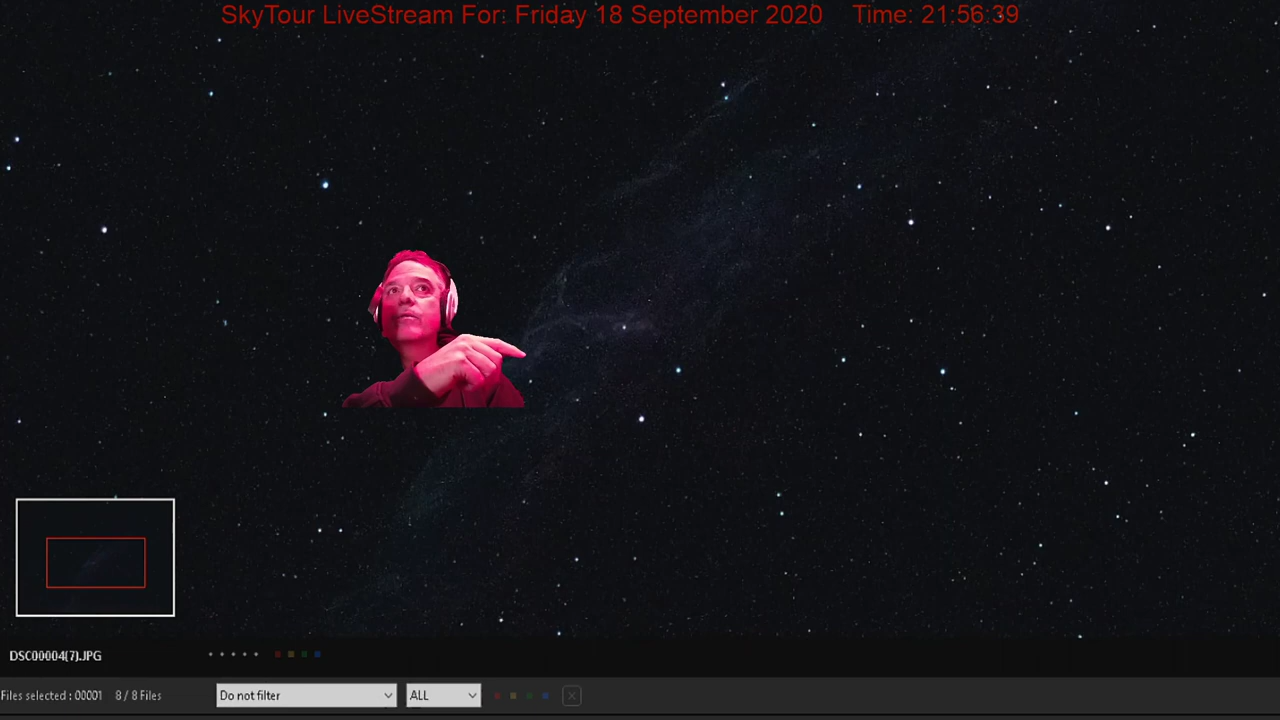 SkyTour LiveStream For: Friday 18 September 2020 Time: 21:56:39
DSC00004(7).JPG
Files selected : 00001 8 / 8 Files Do not filter ALL